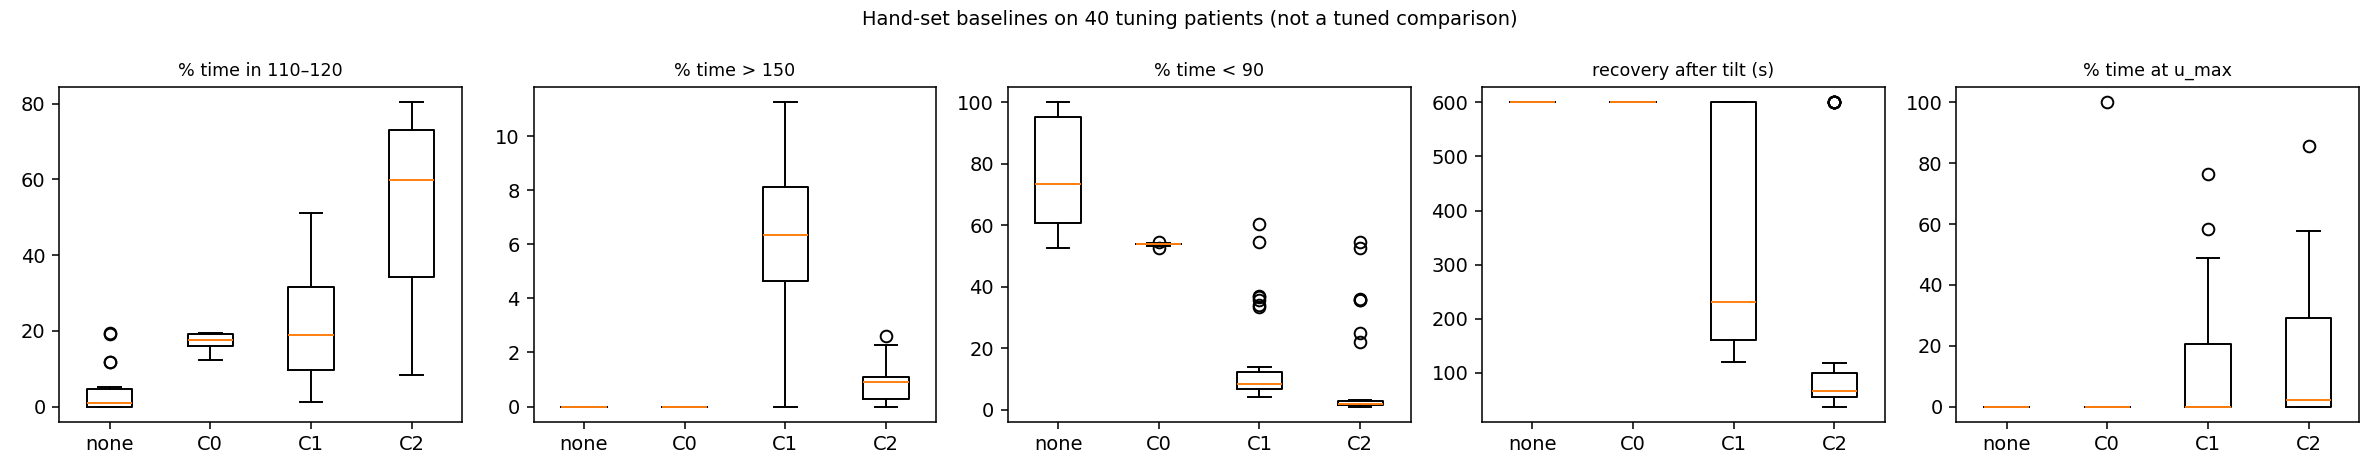 Hand-set baselines on 40 tuning patients (not a tuned comparison)
% time in 110–120
80
60
40
20
0
none C0 C1 C2
% time > 150
10
8
6
4
2
0
none C0 C1 C2
% time < 90
100
80
60
40
20
0
none C0 C1 C2
recovery after tilt (s)
600
500
400
300
200
100
none C0 C1 C2
% time at u_max
100
80
60
40
20
0
none C0 C1 C2